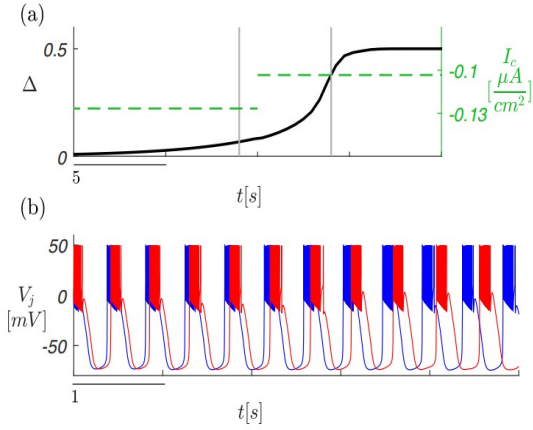 (a)
0.5
Δ
0
-0.1
-0.13
I_c
[μA/cm²]
5
t[s]
(b)
50
0
-50
V_j
[mV]
1
t[s]